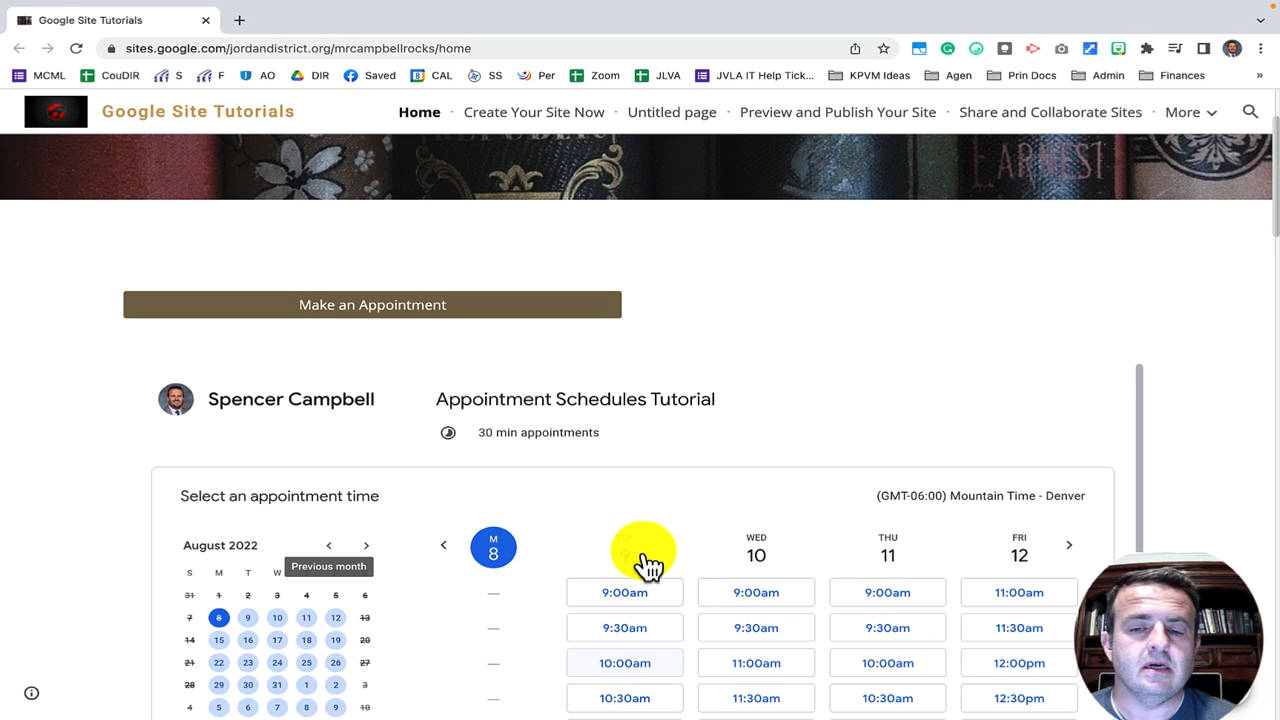 Google Site Tutorials
sites.google.com/jordandistrict.org/mrcampbellrocks/home
MCML CouDIR S F AO DIR Saved CAL SS Per Zoom JLVA JVLA IT Help Tick... KPVM Ideas Agen Prin Docs Admin Finances »
Google Site Tutorials Home · Create Your Site Now · Untitled page · Preview and Publish Your Site · Share and Collaborate Sites · More
EARNEST
Make an Appointment
Spencer Campbell Appointment Schedules Tutorial
30 min appointments
Select an appointment time (GMT-06:00) Mountain Time - Denver
August 2022 M TUE WED THU FRI
8 9 10 11 12
Previous month
S M T W
31 1 2 3 4 5 6 — 9:00am 9:00am 9:00am 11:00am
7 8 9 10 11 12 13 — 9:30am 9:30am 9:30am 11:30am
14 15 16 17 18 19 20
21 22 23 24 25 26 27 — 10:00am 11:00am 10:00am 12:00pm
28 29 30 31 1 2 3 — 10:30am 11:30am 10:30am 12:30pm
4 5 6 7 8 9 10